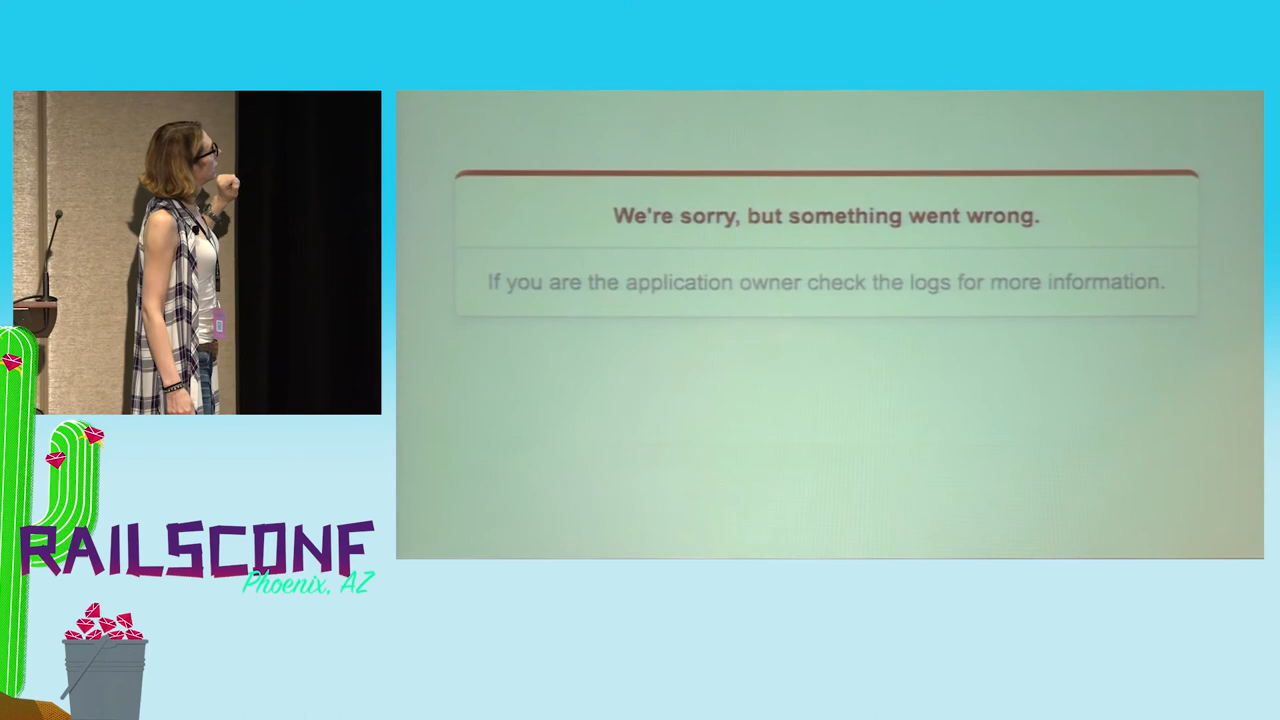 We're sorry, but something went wrong.
If you are the application owner check the logs for more information.
RAILSCONF
Phoenix, AZ